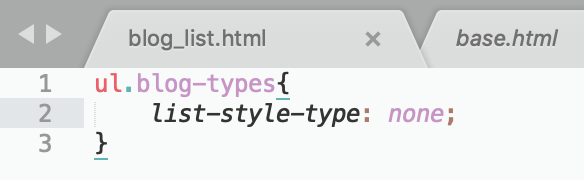 blog_list.html × base.html
1 ul.blog-types{
2     list-style-type: none;
3 }